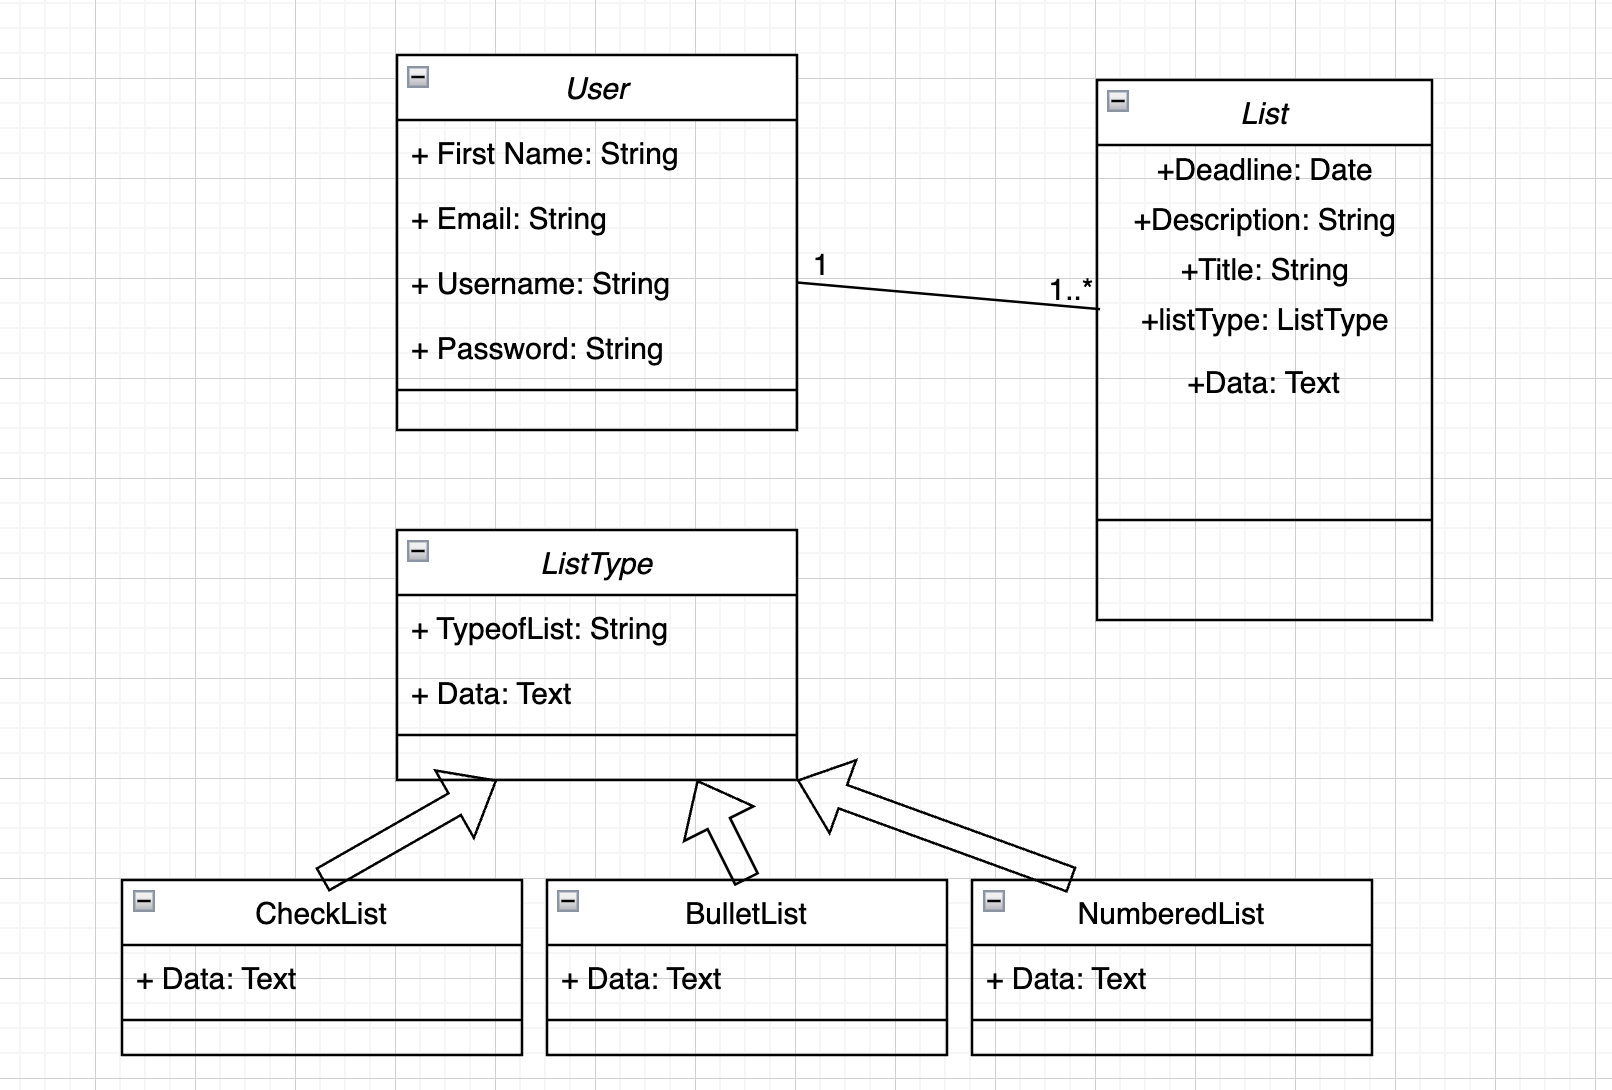 User
+ First Name: String
+ Email: String
+ Username: String
+ Password: String
1
1..*
List
+Deadline: Date
+Description: String
+Title: String
+listType: ListType
+Data: Text
ListType
+ TypeofList: String
+ Data: Text
CheckList
+ Data: Text
BulletList
+ Data: Text
NumberedList
+ Data: Text